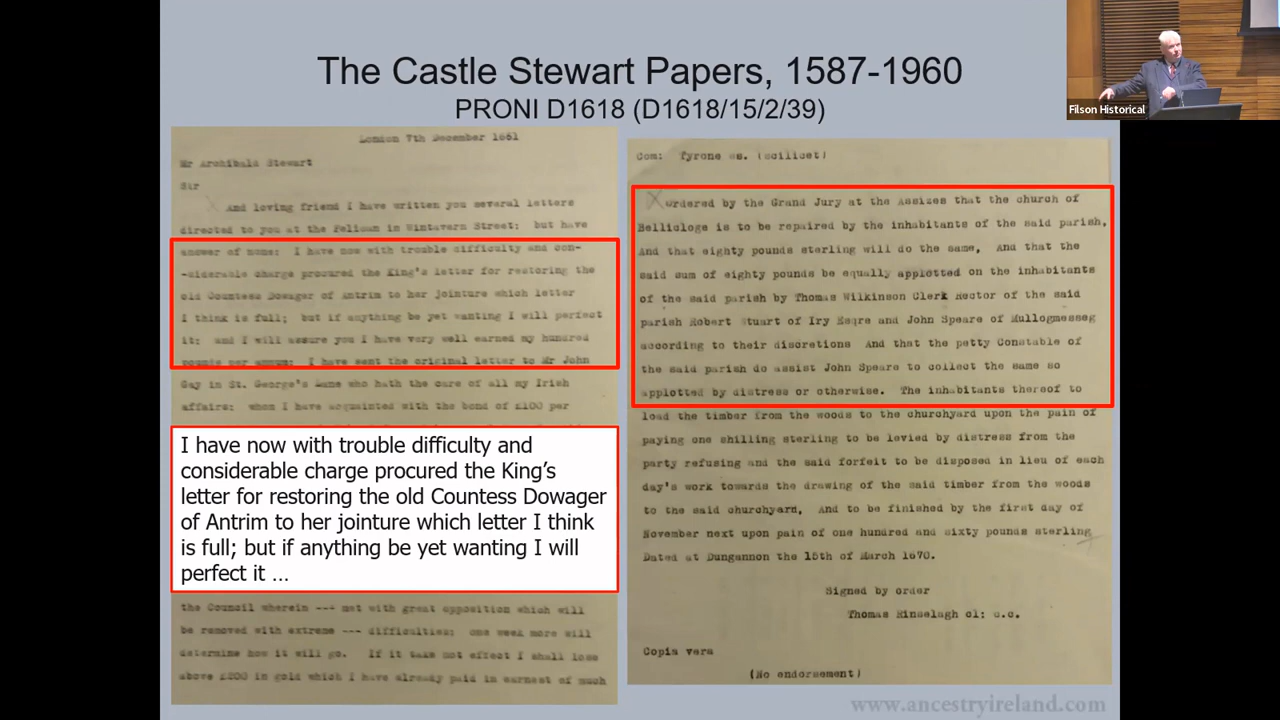 The Castle Stewart Papers, 1587-1960
PRONI D1618 (D1618/15/2/39)
Filson Historical
London 7th December 1661
Mr Archibald Stewart
Sir
And loving friend I have written you several letters
directed to you at the Pelican in Wintavern Street: but have
answer of none: I have now with trouble difficulty and con-
-siderable charge procured the King's letter for restoring the
old Countess Dowager of Antrim to her jointure which letter
I think is full; but if anything be yet wanting I will perfect
it: and I will assure you I have very well earned my hundred
pounds per annum: I have sent the original letter to Mr John
Gay in St. George's Lane who hath the care of all my Irish
affairs: whom I have acquainted with the bond of £100 per
I have now with trouble difficulty and
considerable charge procured the King's
letter for restoring the old Countess Dowager
of Antrim to her jointure which letter I think
is full; but if anything be yet wanting I will
perfect it ...
the Council wherein --- met with great opposition which will
be removed with extreme --- difficulties: one week more will
determine how it will go. If it take not effect I shall lose
above £200 in gold which I have already paid in earnest of much
Com: Tyrone ss. (scilicet)
Ordered by the Grand Jury at the Assizes that the church of
Bellicloge is to be repaired by the inhabitants of the said parish,
And that eighty pounds sterling will do the same, And that the
said sum of eighty pounds be equally applotted on the inhabitants
of the said parish by Thomas Wilkinson Clerk Rector of the said
parish Robert Stuart of Iry Esqre and John Speare of Mullogmesseg
according to their discretions And that the petty Constable of
the said parish do assist John Speare to collect the same so
applotted by distress or otherwise. The inhabitants thereof to
load the timber from the woods to the churchyard upon the pain of
paying one shilling sterling to be levied by distress from the
party refusing and the said forfeit to be disposed in lieu of each
day's work towards the drawing of the said timber from the woods
to the said churchyard, And to be finished by the first day of
November next upon pain of one hundred and sixty pounds sterling
Dated at Dungannon the 15th of March 1670.
Signed by order
Thomas Kinselagh cl:
Copia vera
(No endorsement)
www.ancestryireland.com